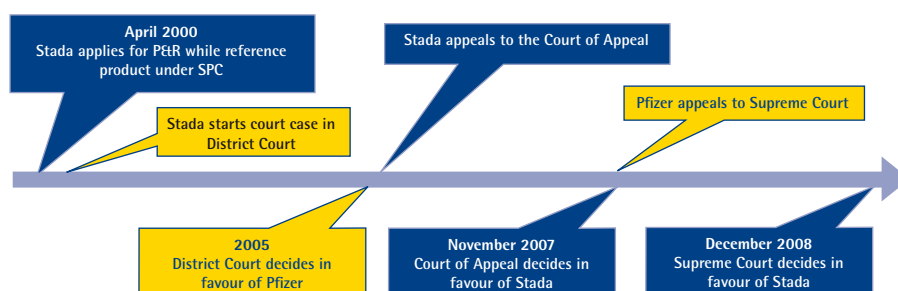 April 2000
Stada applies for P&R while reference
product under SPC
Stada appeals to the Court of Appeal
Pfizer appeals to Supreme Court
Stada starts court case in
District Court
2005
District Court decides in
favour of Pfizer
November 2007
Court of Appeal decides in
favour of Stada
December 2008
Supreme Court decides in
favour of Stada